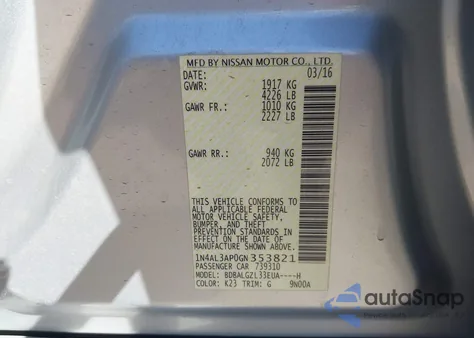 MFD BY NISSAN MOTOR CO., LTD.
DATE: 03/16
GVWR: 1917 KG
4226 LB
GAWR FR.: 1010 KG
2227 LB
GAWR RR.: 940 KG
2072 LB
THIS VEHICLE CONFORMS TO ALL
APPLICABLE U.S. FEDERAL
MOTOR VEHICLE SAFETY,
BUMPER, AND THEFT
PREVENTION STANDARDS IN
EFFECT ON THE DATE OF
MANUFACTURE SHOWN ABOVE.
1N4AL3AP0GN353821
PASSENGER CAR 739310
MODEL: BDBALGZL33EUA----H
COLOR: K23 TRIM: G 9N00A
autoSnap